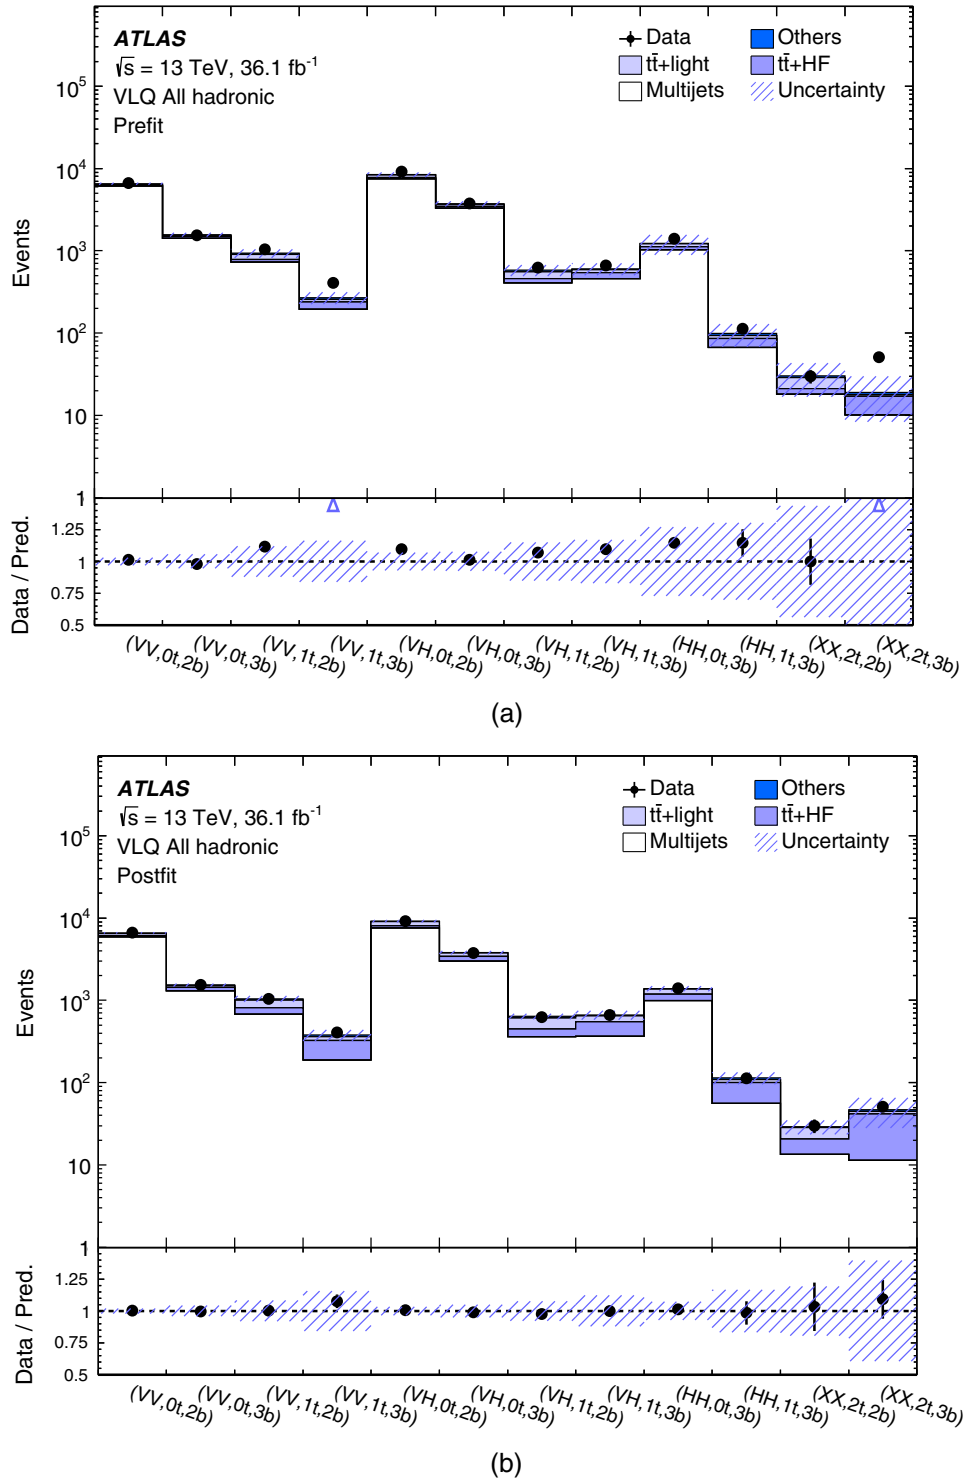 ATLAS
√s = 13 TeV, 36.1 fb⁻¹
VLQ All hadronic
Prefit
Data
Others
tt̄+light
tt̄+HF
Multijets
Uncertainty
Events
10⁵
10⁴
10³
10²
10
1
Data / Pred.
1.25
1
0.75
0.5
(VV,0t,2b)
(VV,0t,3b)
(VV,1t,2b)
(VV,1t,3b)
(VH,0t,2b)
(VH,0t,3b)
(VH,1t,2b)
(VH,1t,3b)
(HH,0t,3b)
(HH,1t,3b)
(XX,2t,2b)
(XX,2t,3b)
(a)
ATLAS
√s = 13 TeV, 36.1 fb⁻¹
VLQ All hadronic
Postfit
Data
Others
tt̄+light
tt̄+HF
Multijets
Uncertainty
Events
10⁵
10⁴
10³
10²
10
1
Data / Pred.
1.25
1
0.75
0.5
(VV,0t,2b)
(VV,0t,3b)
(VV,1t,2b)
(VV,1t,3b)
(VH,0t,2b)
(VH,0t,3b)
(VH,1t,2b)
(VH,1t,3b)
(HH,0t,3b)
(HH,1t,3b)
(XX,2t,2b)
(XX,2t,3b)
(b)